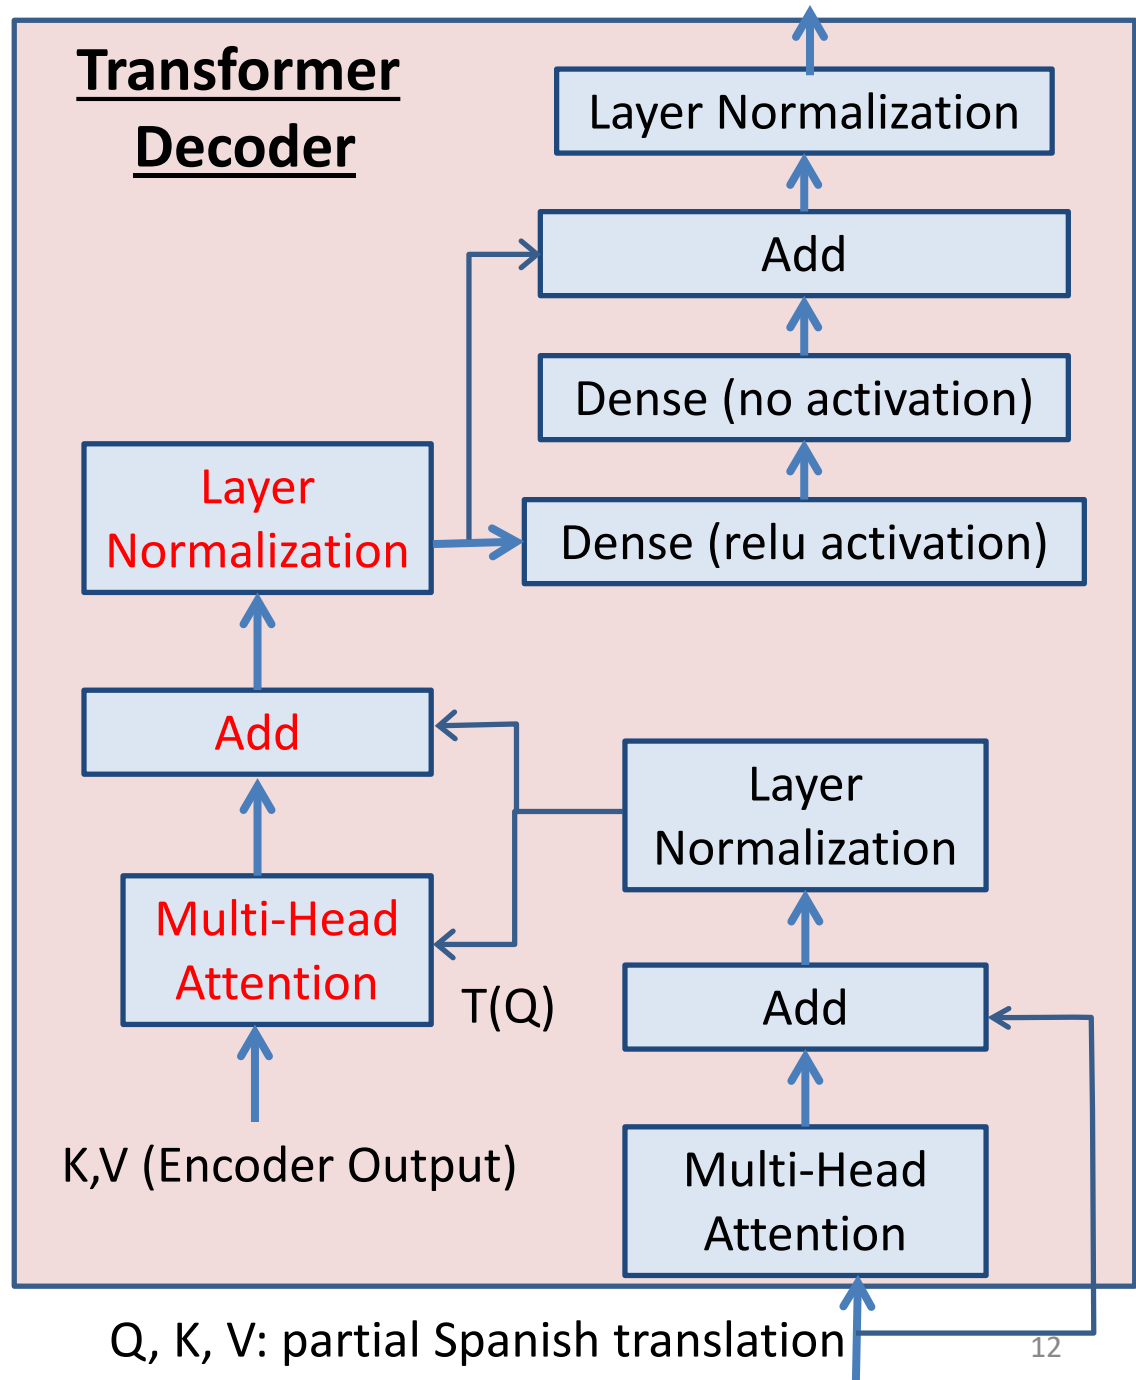 Transformer
Decoder
Layer Normalization
Add
Dense (no activation)
Dense (relu activation)
Layer
Normalization
Add
Multi-Head
Attention
T(Q)
K,V (Encoder Output)
Layer
Normalization
Add
Multi-Head
Attention
Q, K, V: partial Spanish translation
12